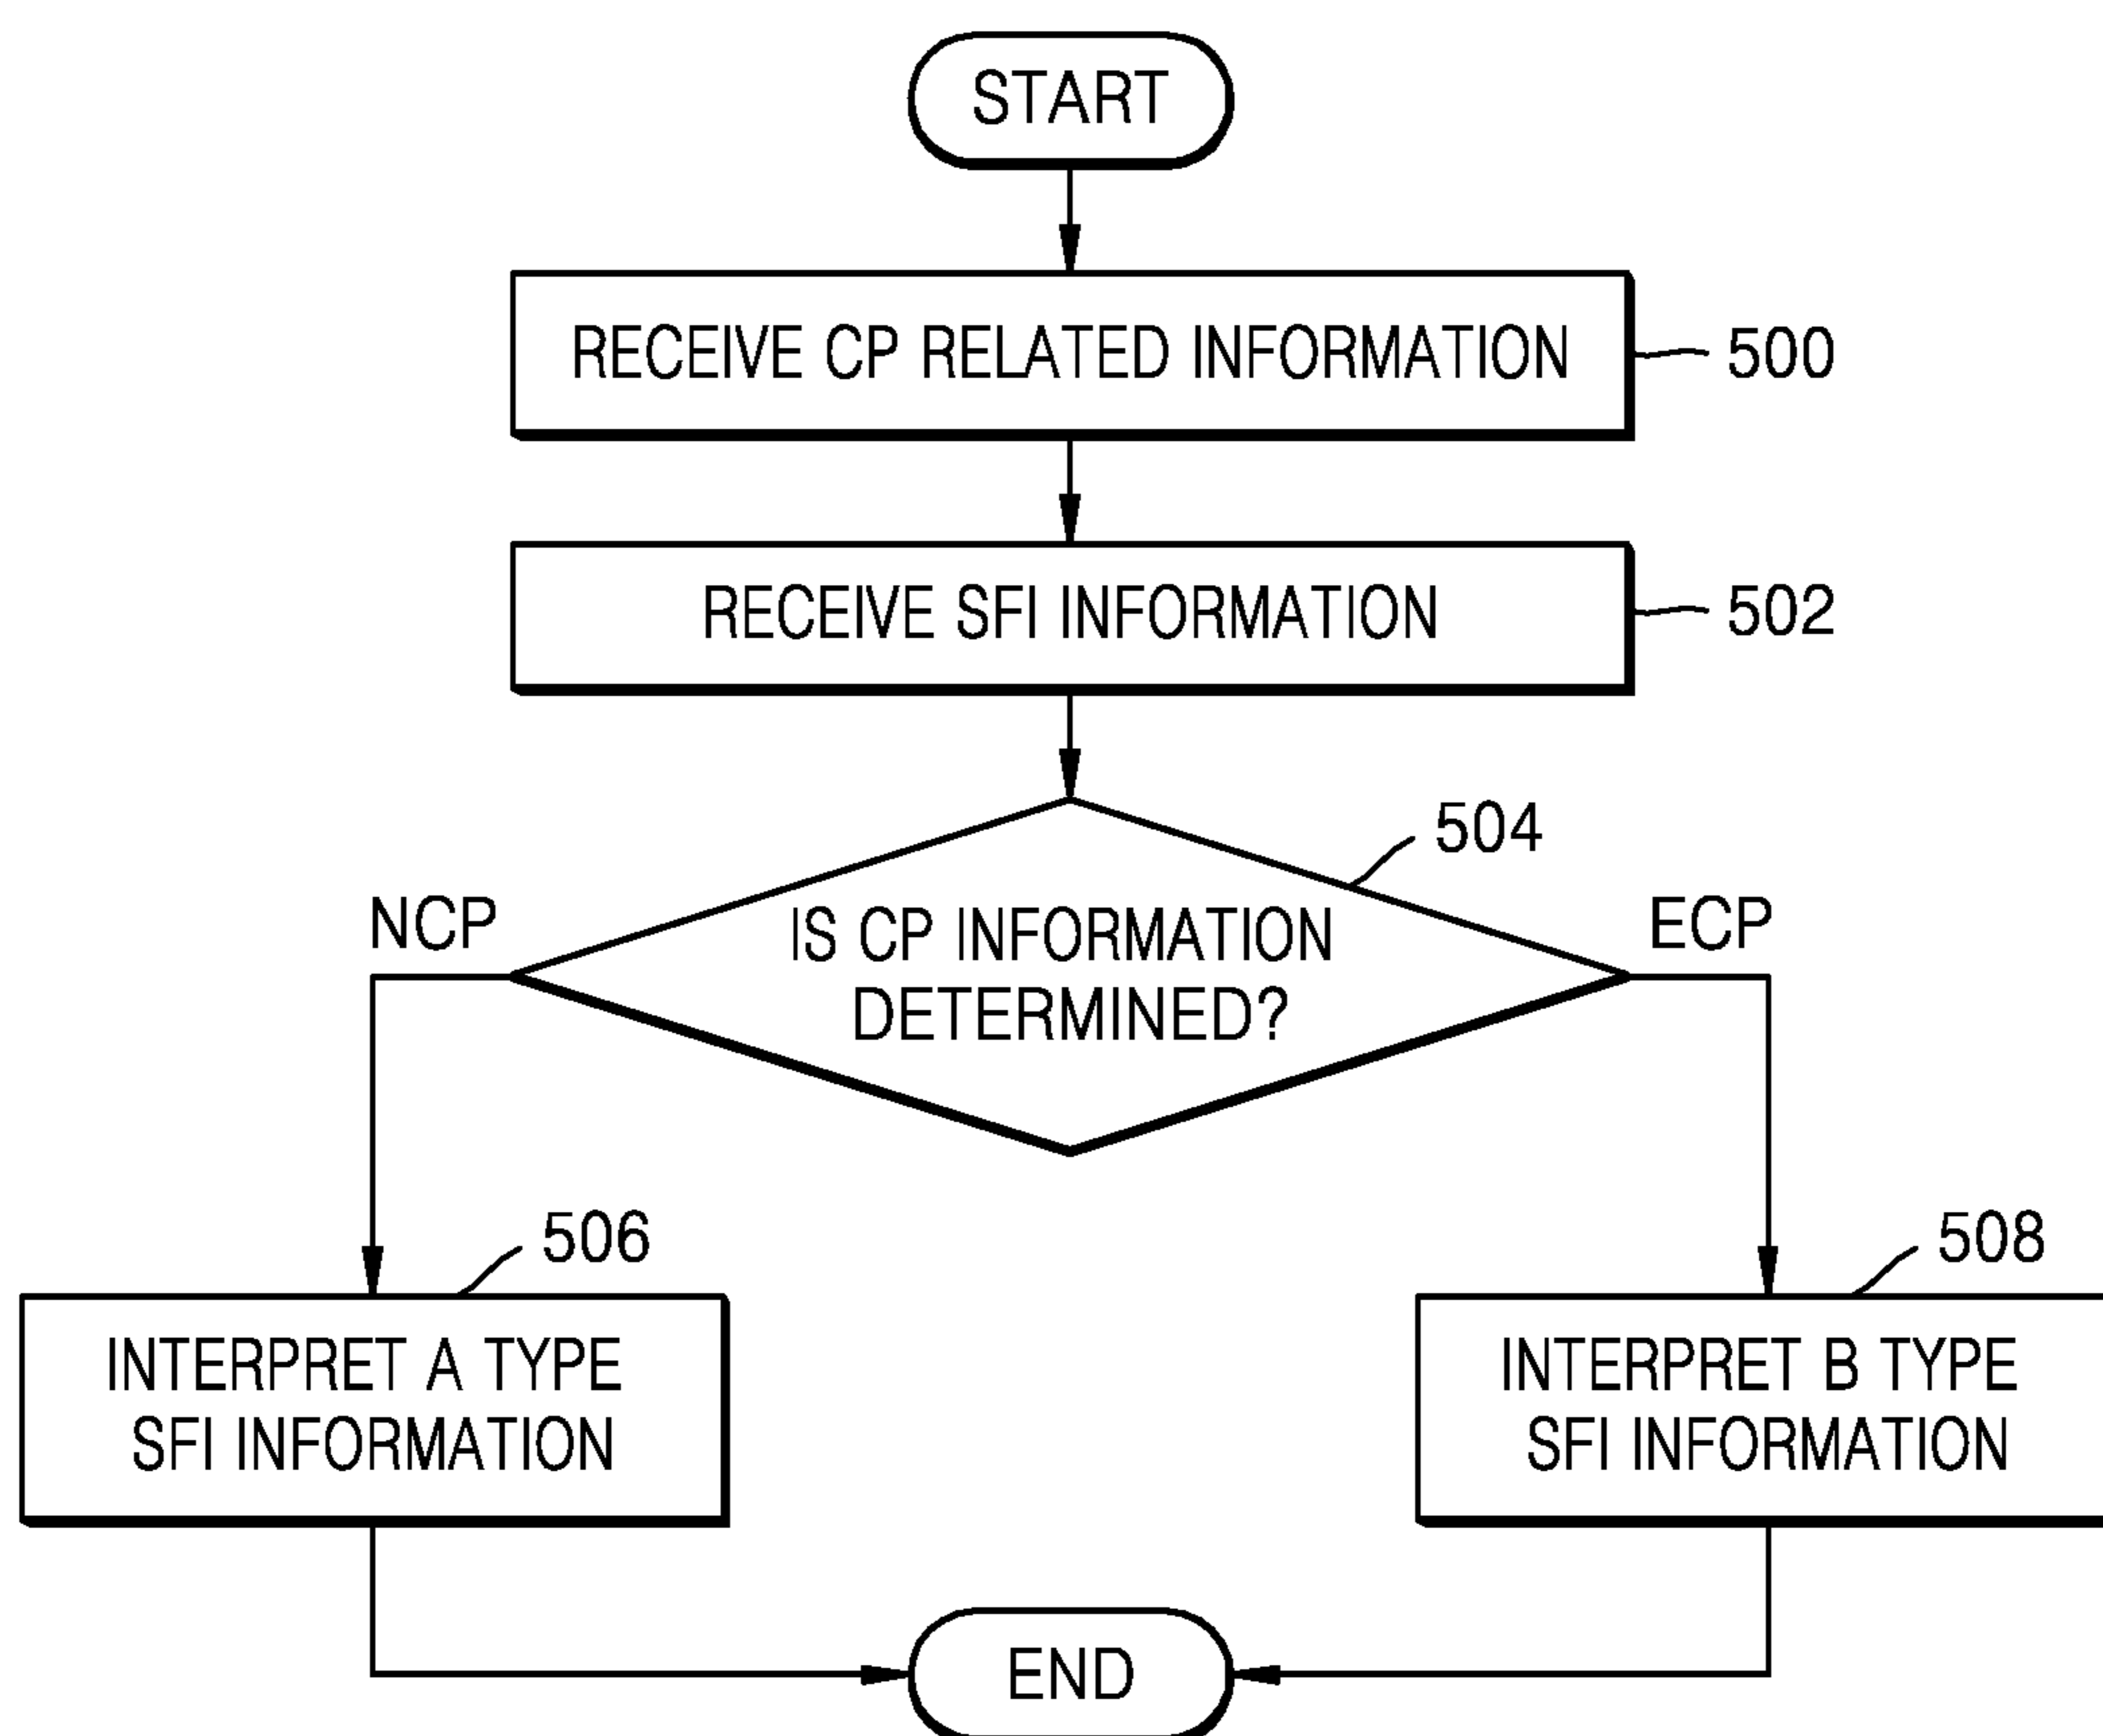 START
RECEIVE CP RELATED INFORMATION
500
RECEIVE SFI INFORMATION
502
504
NCP
ECP
IS CP INFORMATION
DETERMINED?
506
508
INTERPRET A TYPE
SFI INFORMATION
INTERPRET B TYPE
SFI INFORMATION
END